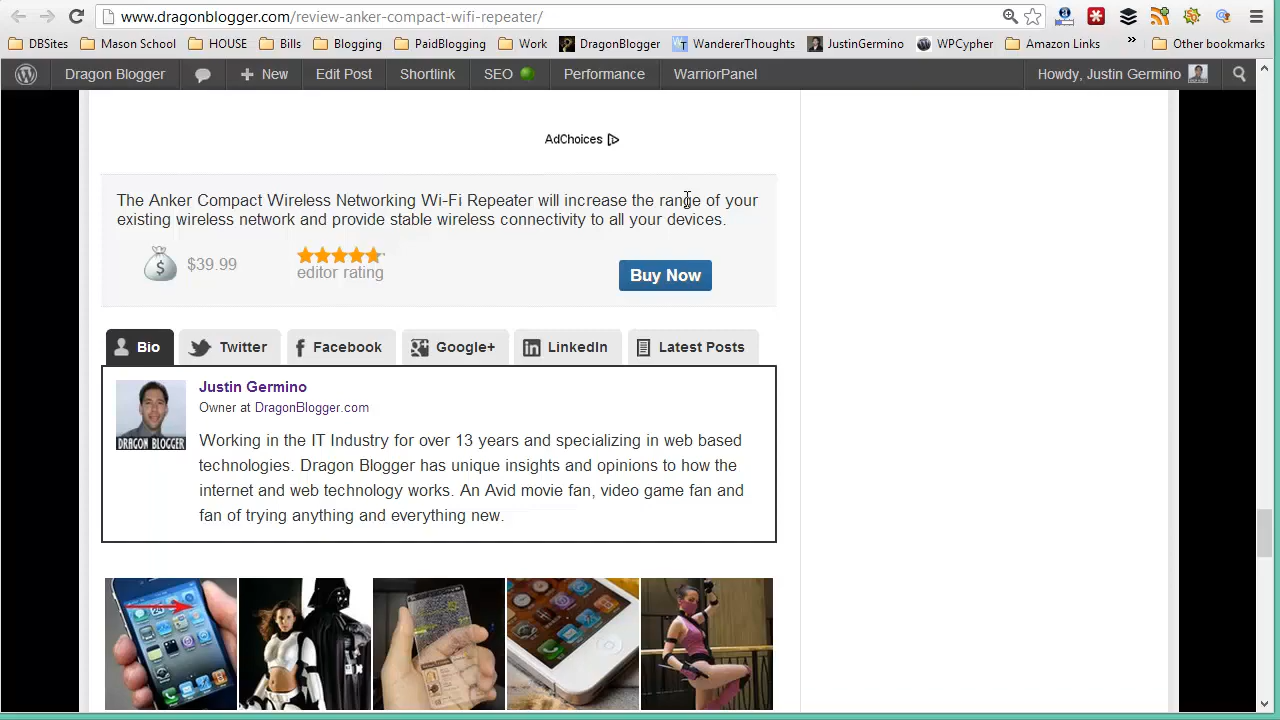 www.dragonblogger.com/review-anker-compact-wifi-repeater/
DBSites Mason School HOUSE Bills Blogging PaidBlogging Work DragonBlogger WandererThoughts JustinGermino WPCypher Amazon Links » Other bookmarks
Dragon Blogger + New Edit Post Shortlink SEO Performance WarriorPanel Howdy, Justin Germino
AdChoices
The Anker Compact Wireless Networking Wi-Fi Repeater will increase the range of your
existing wireless network and provide stable wireless connectivity to all your devices.
$39.99
editor rating
Buy Now
Bio Twitter Facebook Google+ LinkedIn Latest Posts
Justin Germino
Owner at DragonBlogger.com
DRAGON BLOGGER
Working in the IT Industry for over 13 years and specializing in web based
technologies. Dragon Blogger has unique insights and opinions to how the
internet and web technology works. An Avid movie fan, video game fan and
fan of trying anything and everything new.